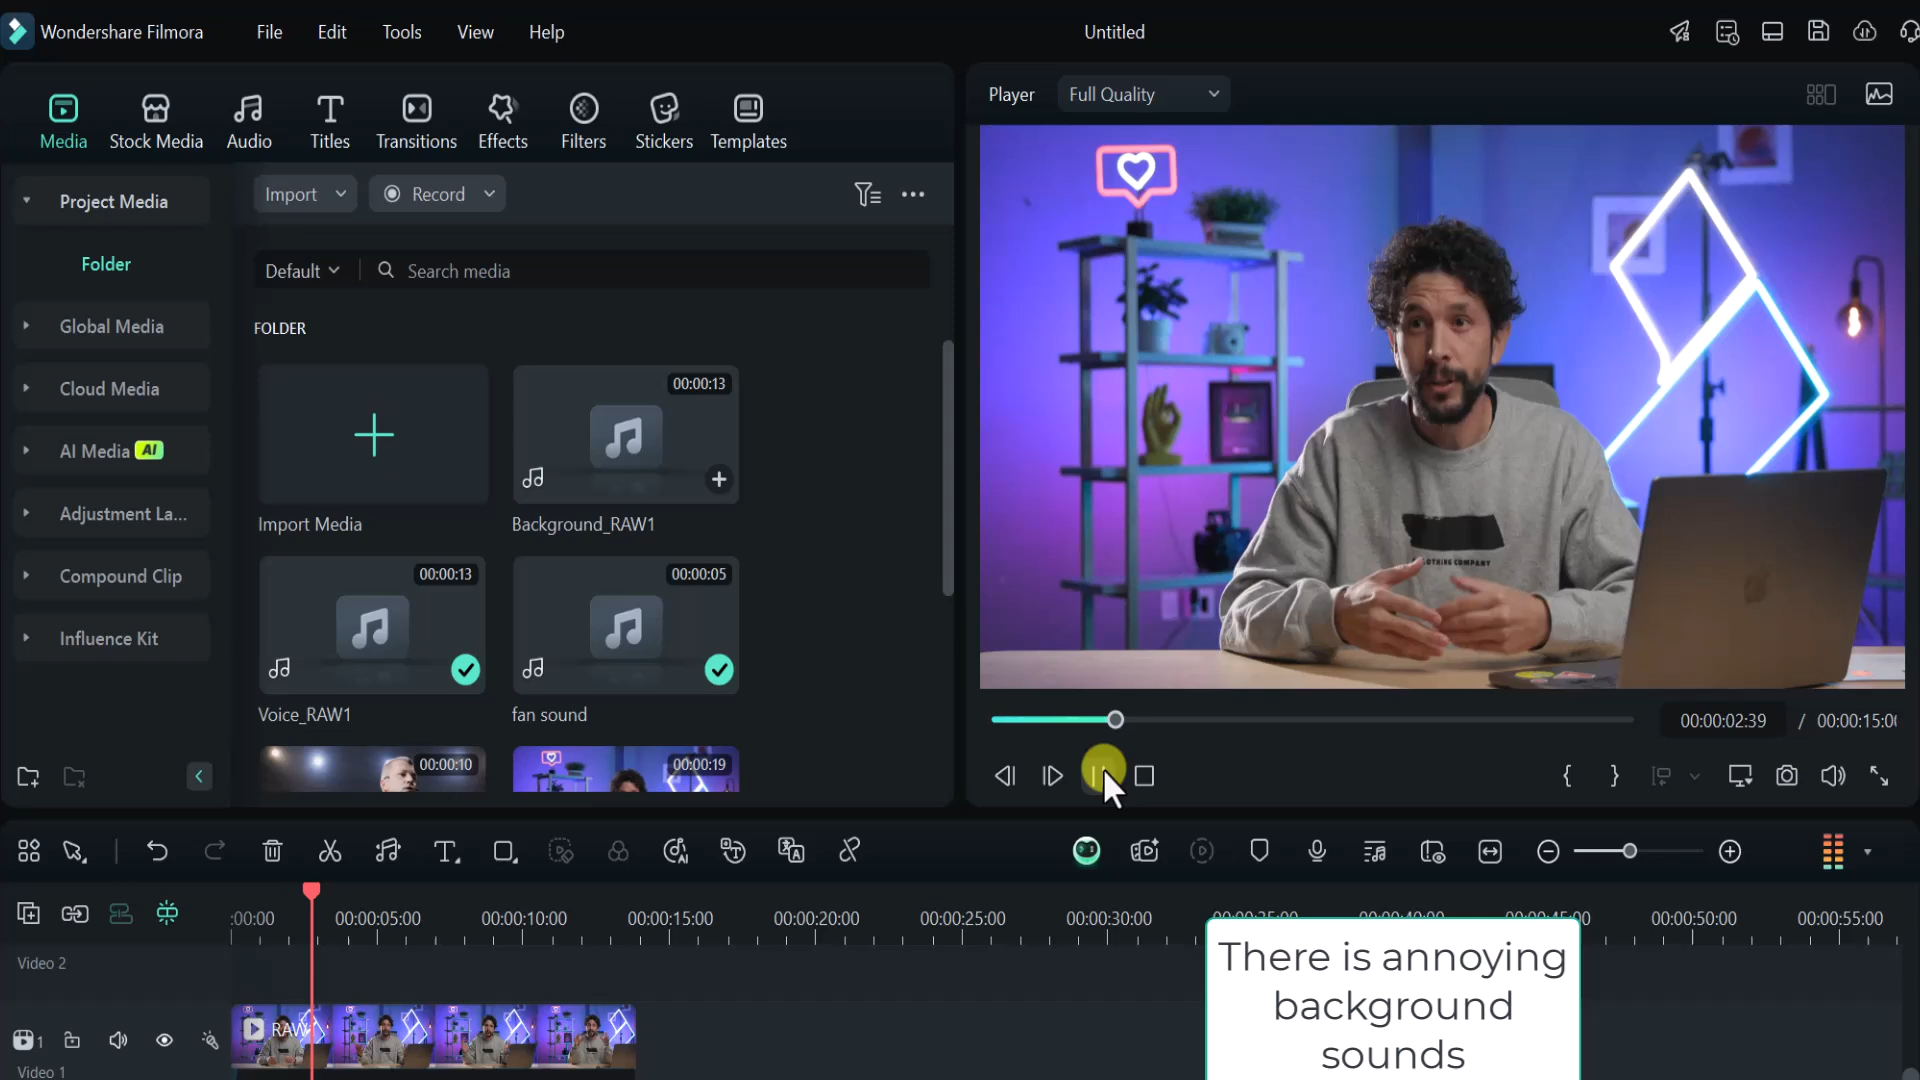 Wondershare Filmora
File
Edit
Tools
View
Help
Untitled
Media
Stock Media
Audio
Titles
Transitions
Effects
Filters
Stickers
Templates
Player
Full Quality
Project Media
Folder
Global Media
Cloud Media
AI Media AI
Adjustment La...
Compound Clip
Influence Kit
Import
Record
Default
Search media
FOLDER
Import Media
00:00:13
Background_RAW1
00:00:13
Voice_RAW1
00:00:05
fan sound
00:00:10
00:00:19
OTHING COMPANY
00:00:02:39 / 00:00:15:00
:00:00
00:00:05:00
00:00:10:00
00:00:15:00
00:00:20:00
00:00:25:00
00:00:30:00
00:00:50:00
00:00:55:00
Video 2
RAW
1
Video 1
There is annoying
background
sounds